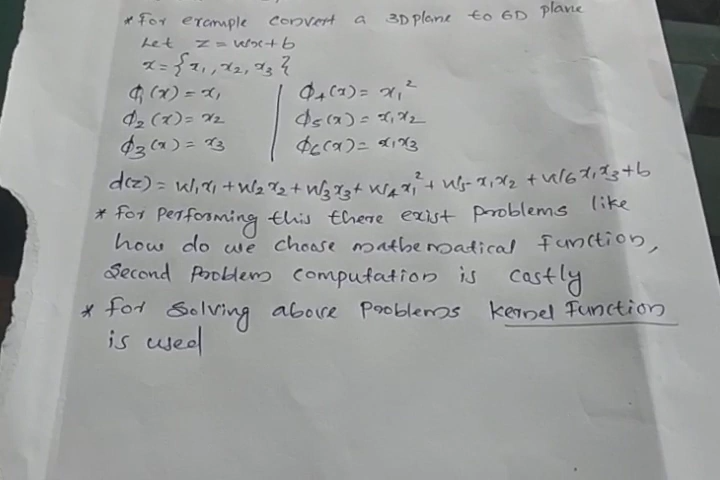 * For example convert a 3D plane to 6D plane
Let z = wx+b
x = {x1, x2, x3}
ϕ1(x) = x1 | ϕ4(x) = x1²
ϕ2(x) = x2 | ϕ5(x) = x1x2
ϕ3(x) = x3 | ϕ6(x) = x1x3
d(z) = w1x1 + w2x2 + w3x3 + w4x1² + w5x1x2 + w6x1x3+b
* For performing this there exist problems like
how do we choose mathematical function,
second problem computation is costly
* for solving above problems kernel function
is used